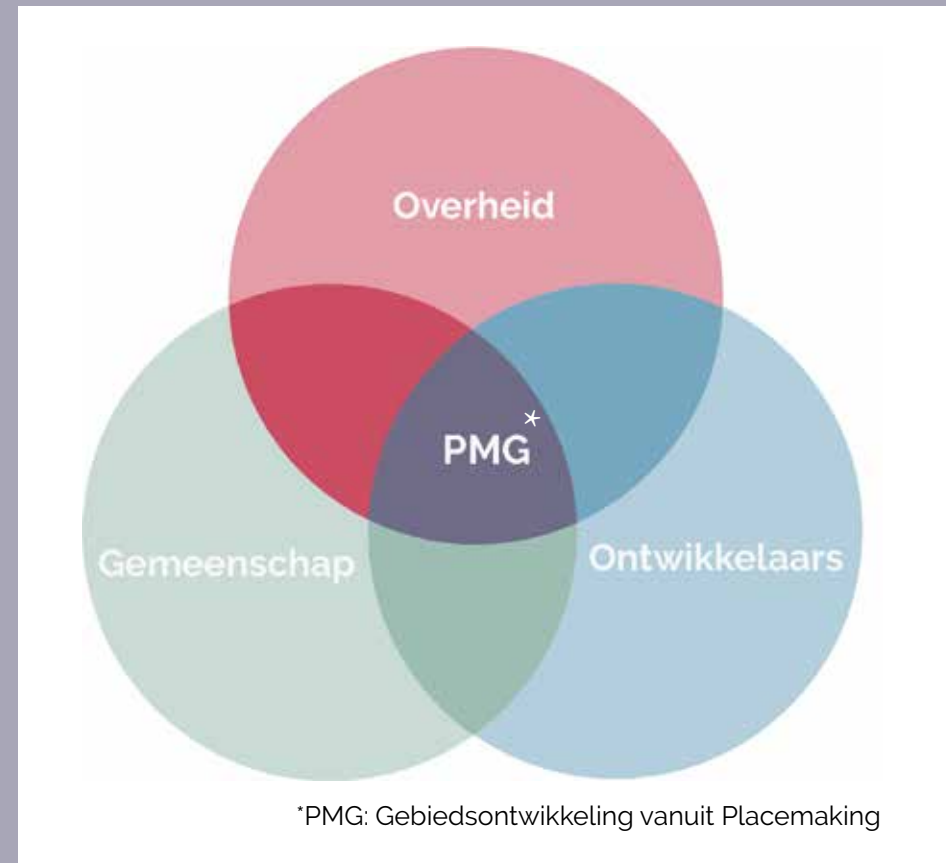 Overheid
PMG*
Gemeenschap
Ontwikkelaars
*PMG: Gebiedsontwikkeling vanuit Placemaking